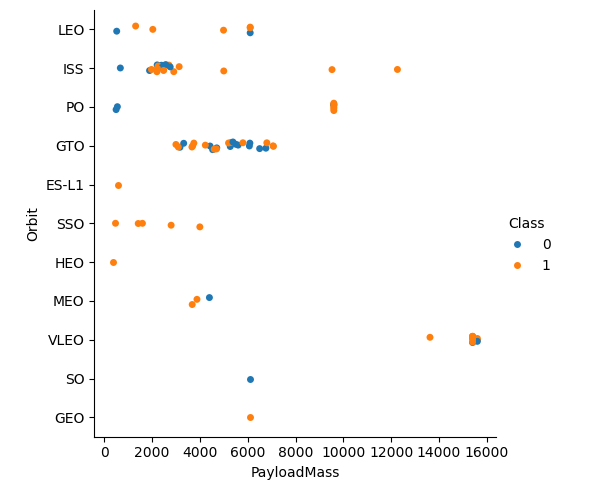 LEO
ISS
PO
GTO
ES-L1
SSO
HEO
MEO
VLEO
SO
GEO
Orbit
0 2000 4000 6000 8000 10000 12000 14000 16000
PayloadMass
Class
0
1